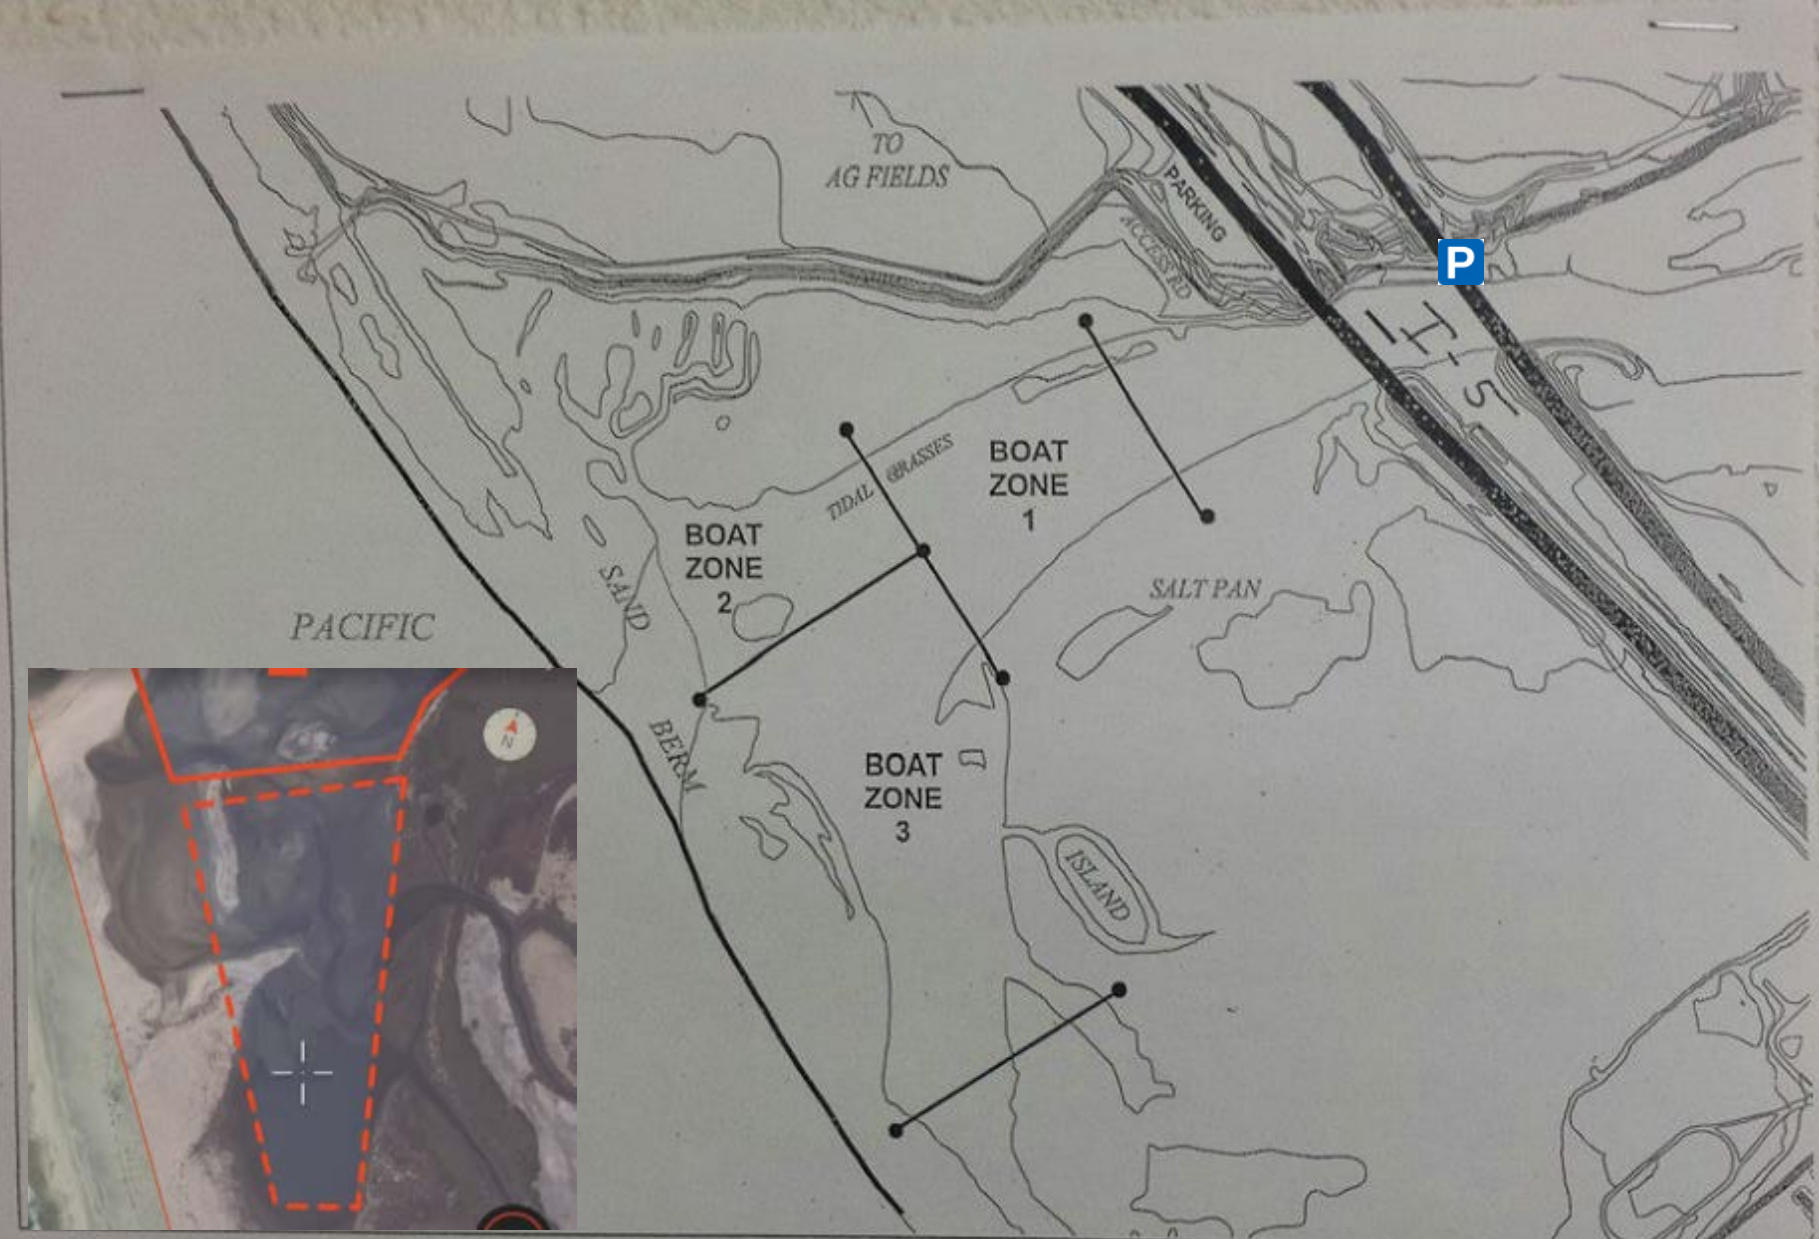 TO
AG FIELDS
PARKING
ACCESS RD
P
I-5
TIDAL GRASSES
BOAT
ZONE
1
BOAT
ZONE
2
SAND
BERM
SALT PAN
PACIFIC
BOAT
ZONE
3
ISLAND
N